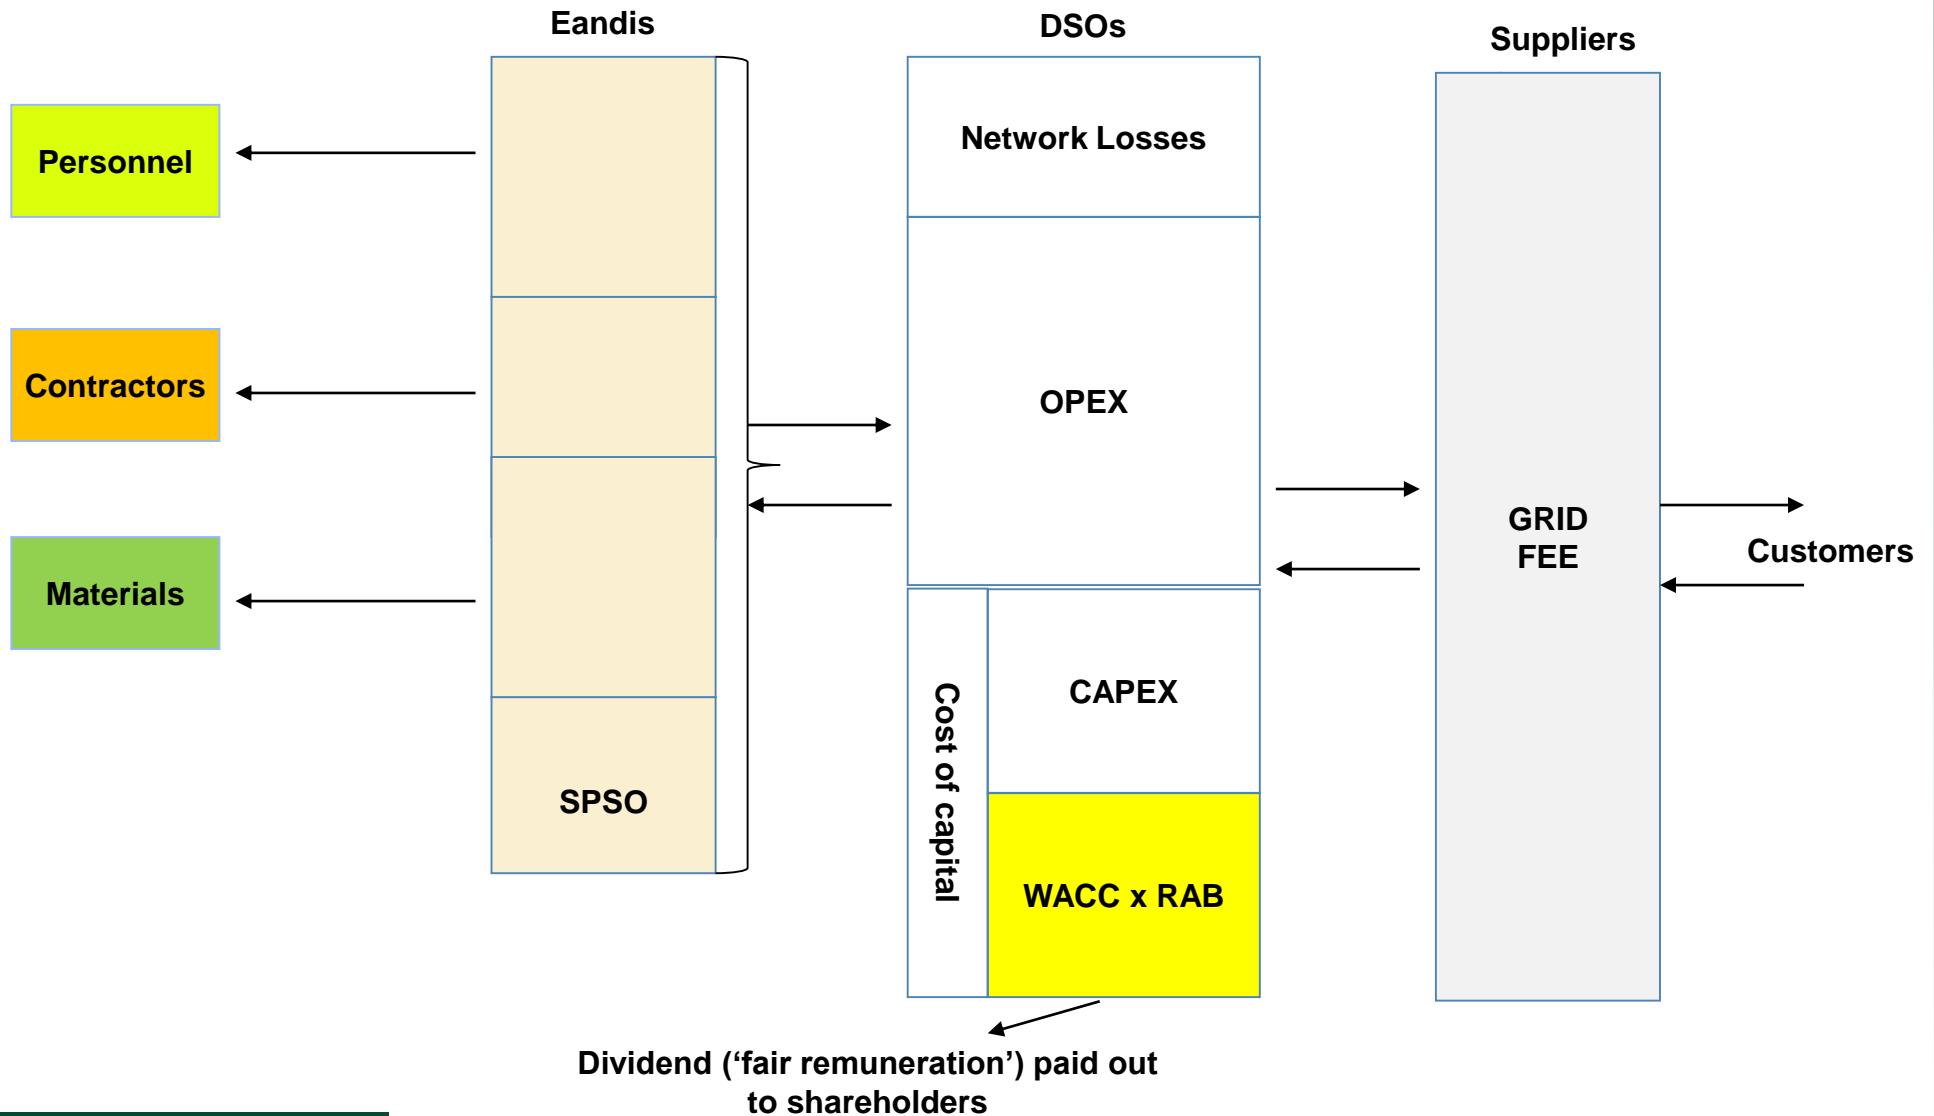 Eandis
DSOs
Suppliers
Personnel
Contractors
Materials
SPSO
Network Losses
OPEX
Cost of capital
CAPEX
WACC x RAB
GRID
FEE
Customers
Dividend (‘fair remuneration’) paid out
to shareholders